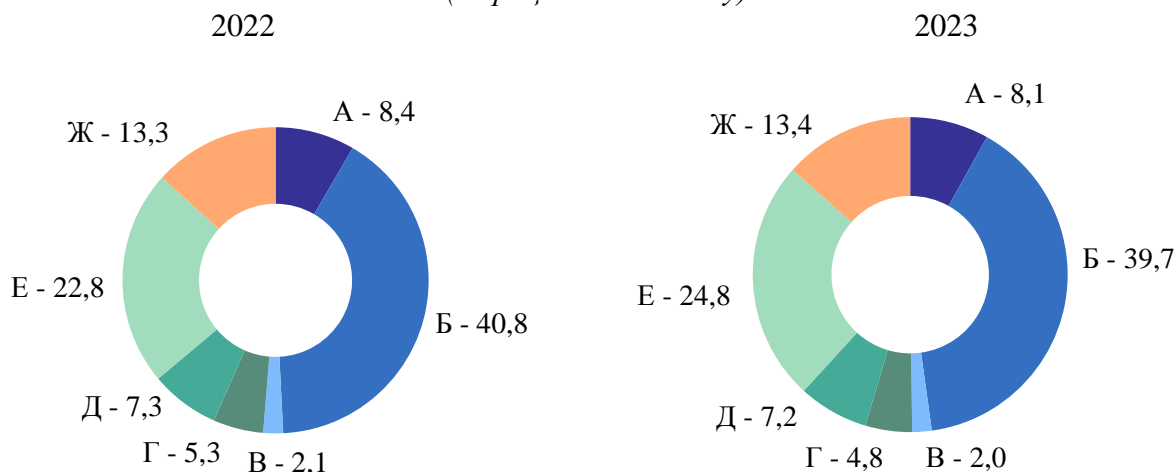 2022
2023
А - 8,4
Ж - 13,3
Е - 22,8
Б - 40,8
Д - 7,3
Г - 5,3
В - 2,1
А - 8,1
Ж - 13,4
Б - 39,7
Е - 24,8
Д - 7,2
Г - 4,8
В - 2,0